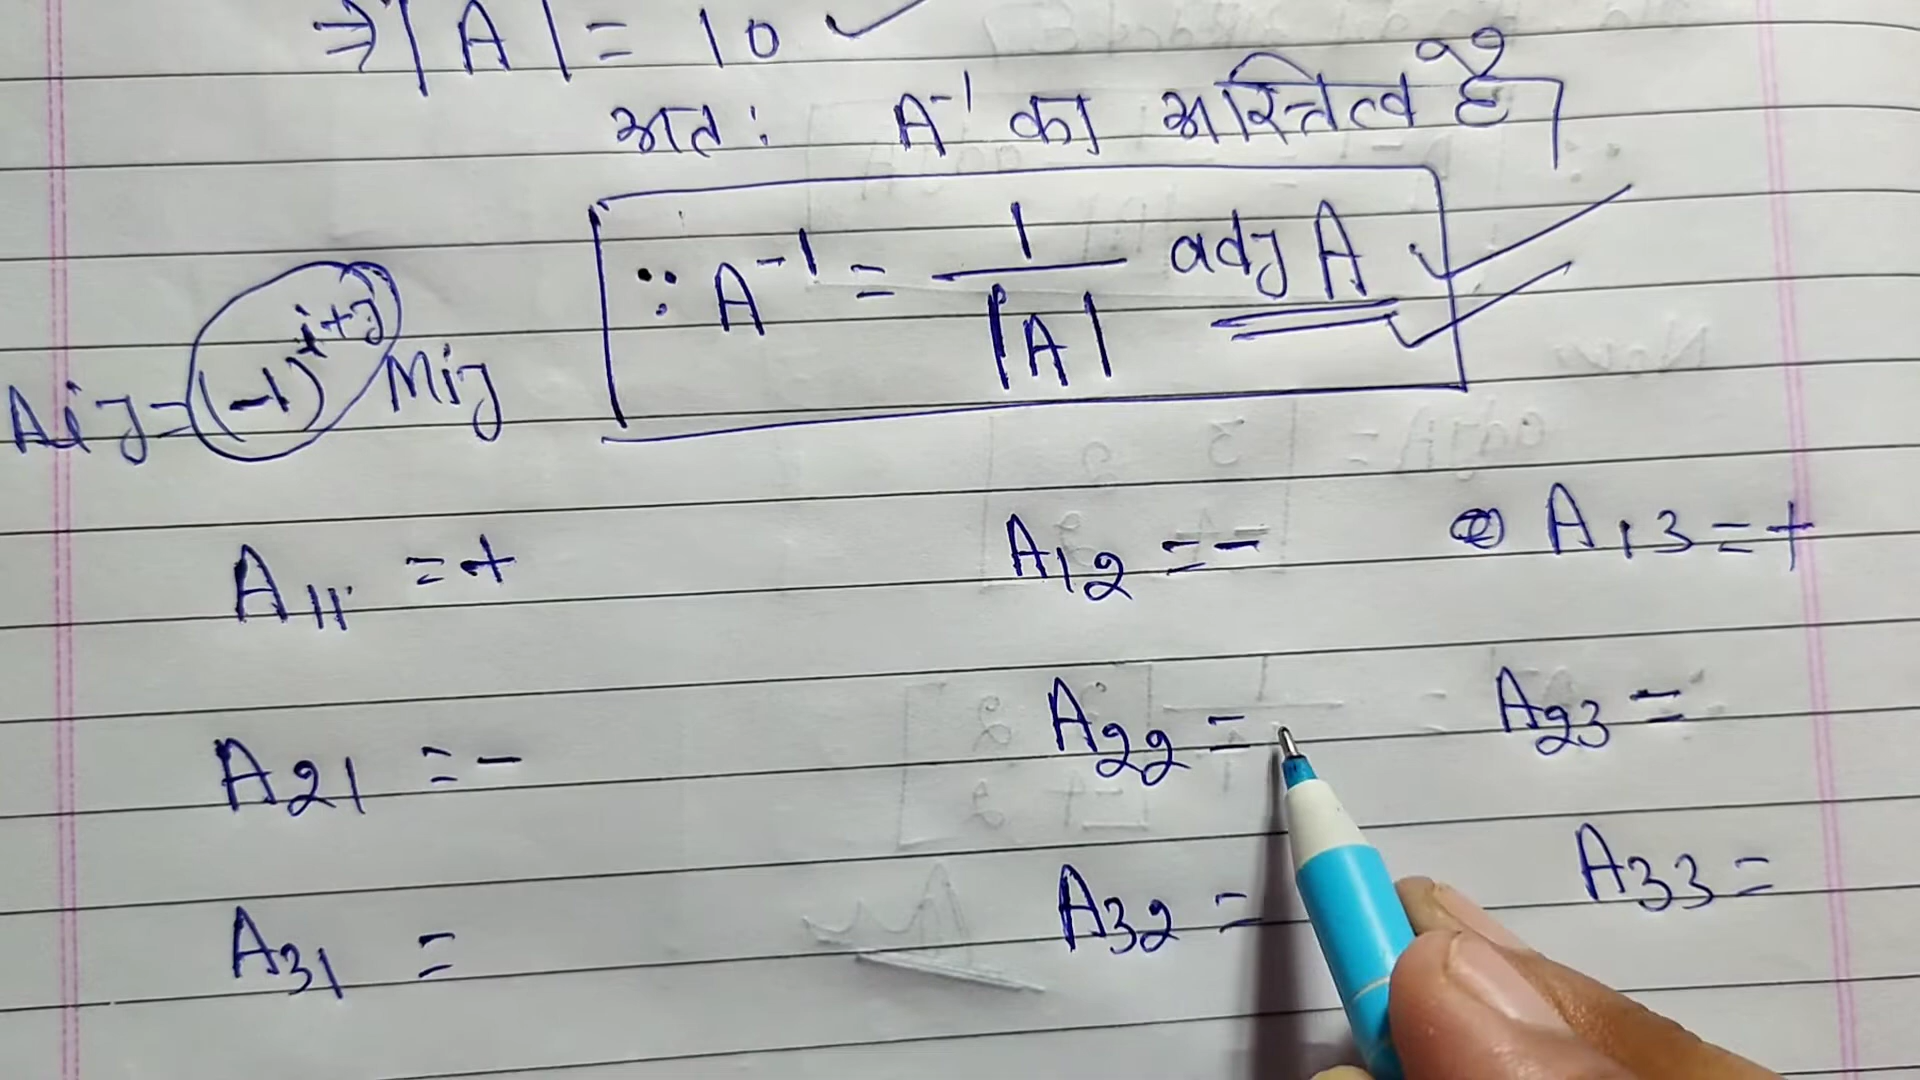 ⇒ |A| = 10 ✓
अतः A⁻¹ का अस्तित्व है।
∵ A⁻¹ = 1/|A| adj A ✓
Aij = (-1)^(i+j) Mij
A₁₁ = + A₁₂ = - A₁₃ = +
A₂₁ = - A₂₂ = A₂₃ =
A₃₁ = A₃₂ = A₃₃ =